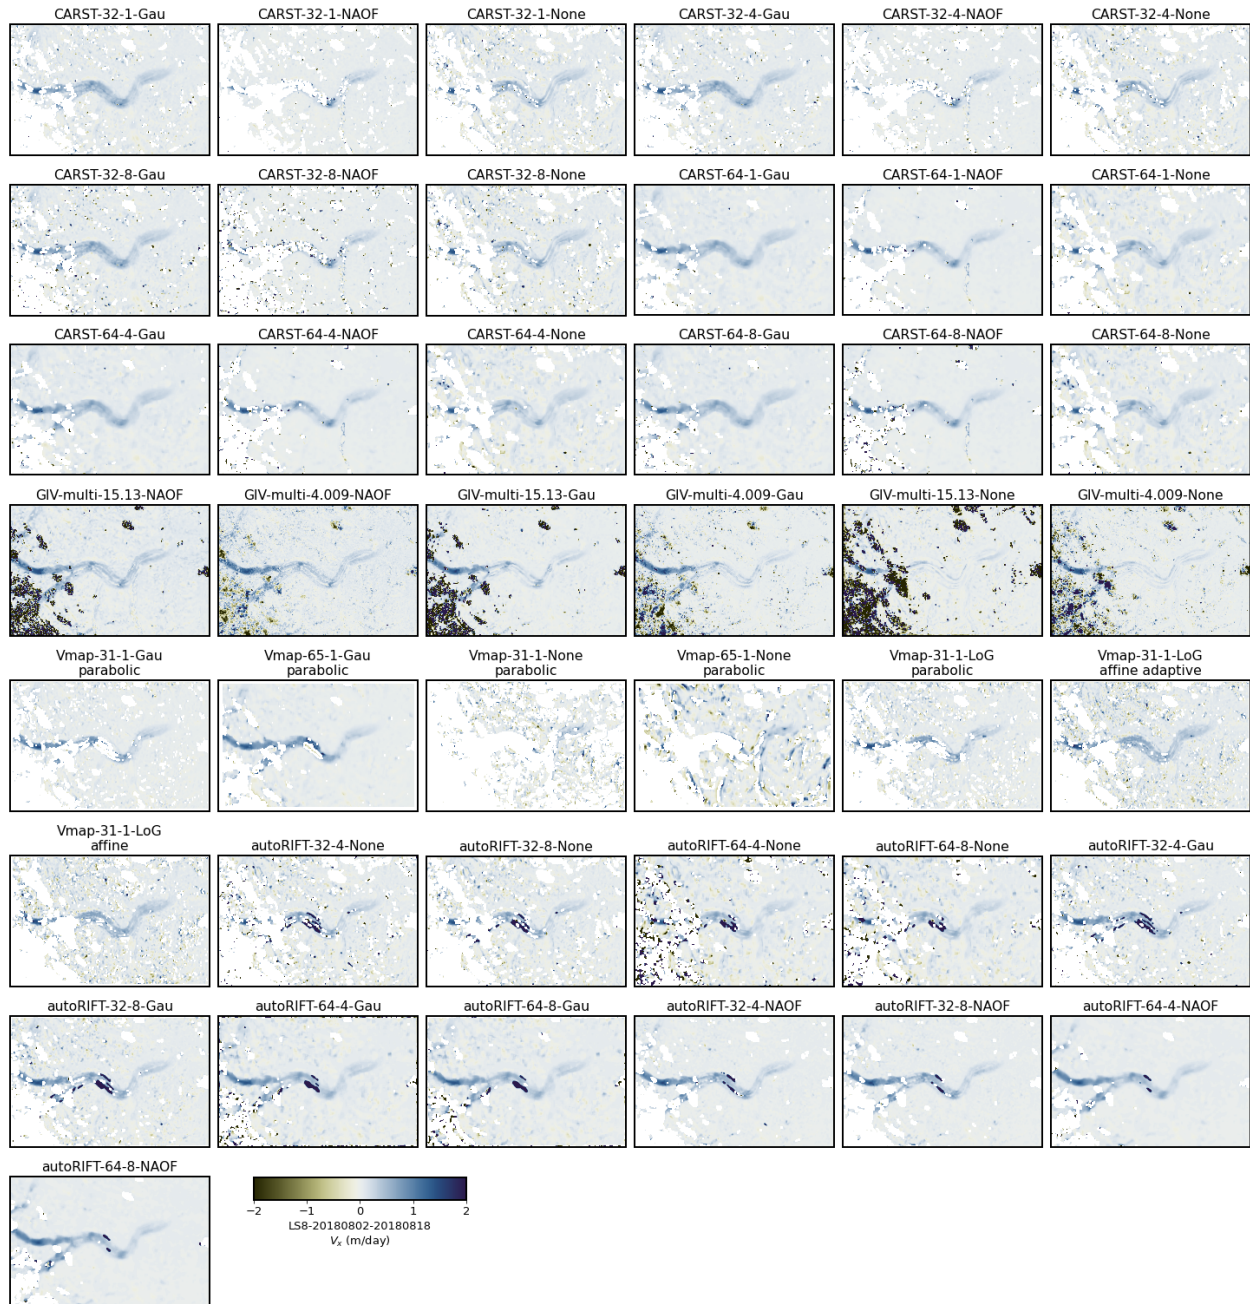 CARST-32-1-Gau CARST-32-1-NAOF CARST-32-1-None CARST-32-4-Gau CARST-32-4-NAOF CARST-32-4-None
CARST-32-8-Gau CARST-32-8-NAOF CARST-32-8-None CARST-64-1-Gau CARST-64-1-NAOF CARST-64-1-None
CARST-64-4-Gau CARST-64-4-NAOF CARST-64-4-None CARST-64-8-Gau CARST-64-8-NAOF CARST-64-8-None
GIV-multi-15.13-NAOF GIV-multi-4.009-NAOF GIV-multi-15.13-Gau GIV-multi-4.009-Gau GIV-multi-15.13-None GIV-multi-4.009-None
Vmap-31-1-Gau Vmap-65-1-Gau Vmap-31-1-None Vmap-65-1-None Vmap-31-1-LoG Vmap-31-1-LoG
parabolic parabolic parabolic parabolic parabolic affine adaptive
Vmap-31-1-LoG
affine autoRIFT-32-4-None autoRIFT-32-8-None autoRIFT-64-4-None autoRIFT-64-8-None autoRIFT-32-4-Gau
autoRIFT-32-8-Gau autoRIFT-64-4-Gau autoRIFT-64-8-Gau autoRIFT-32-4-NAOF autoRIFT-32-8-NAOF autoRIFT-64-4-NAOF
autoRIFT-64-8-NAOF
−2 −1 0 1 2
LS8-20180802-20180818
Vx (m/day)